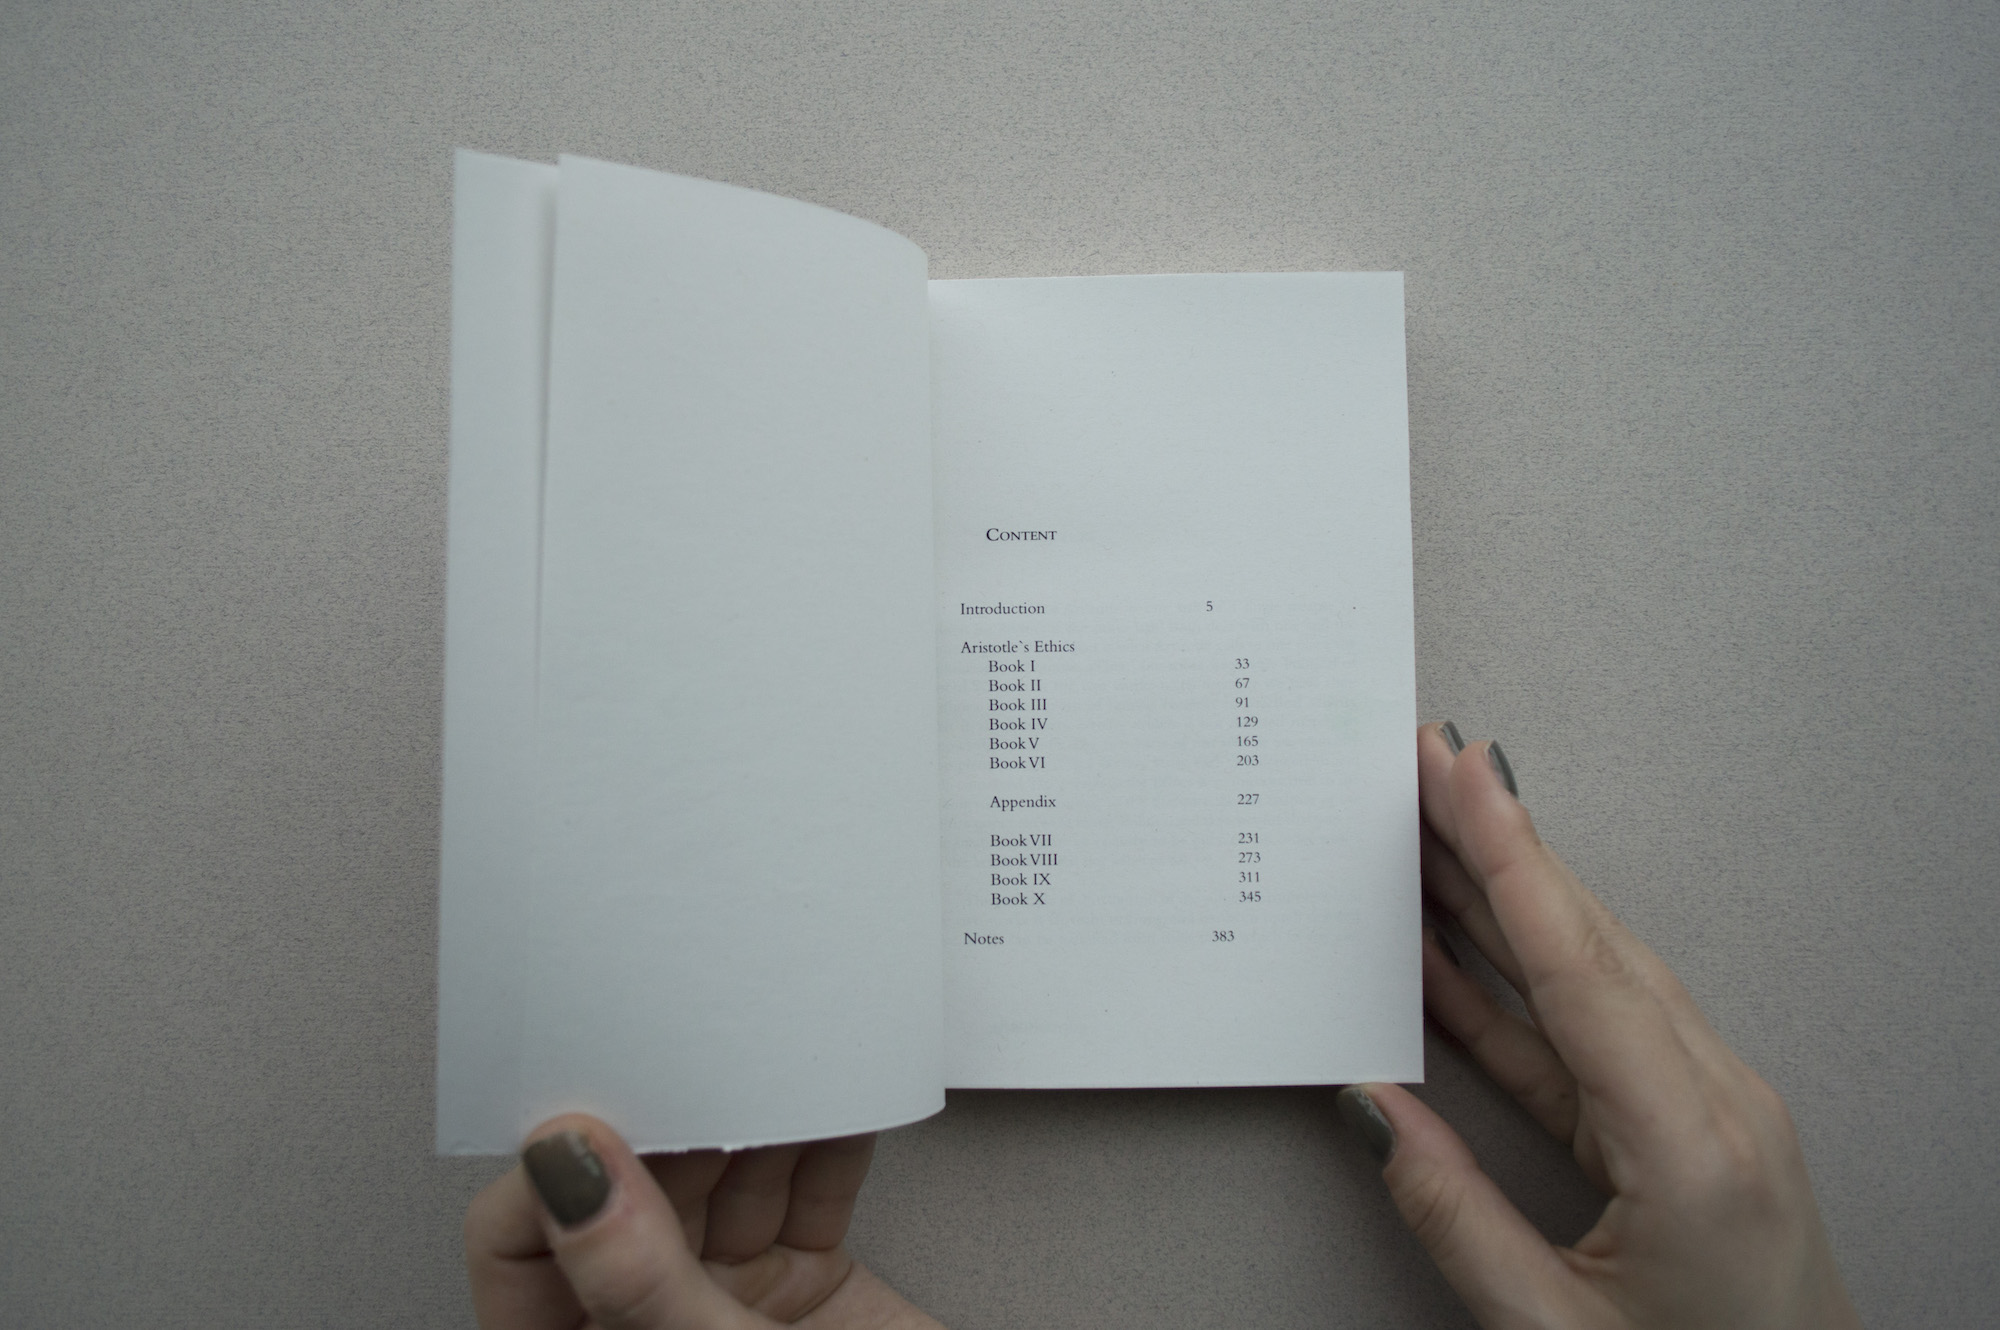 CONTENT
Introduction 5
Aristotle`s Ethics
Book I 33
Book II 67
Book III 91
Book IV 129
Book V 165
Book VI 203
Appendix 227
Book VII 231
Book VIII 273
Book IX 311
Book X 345
Notes 383